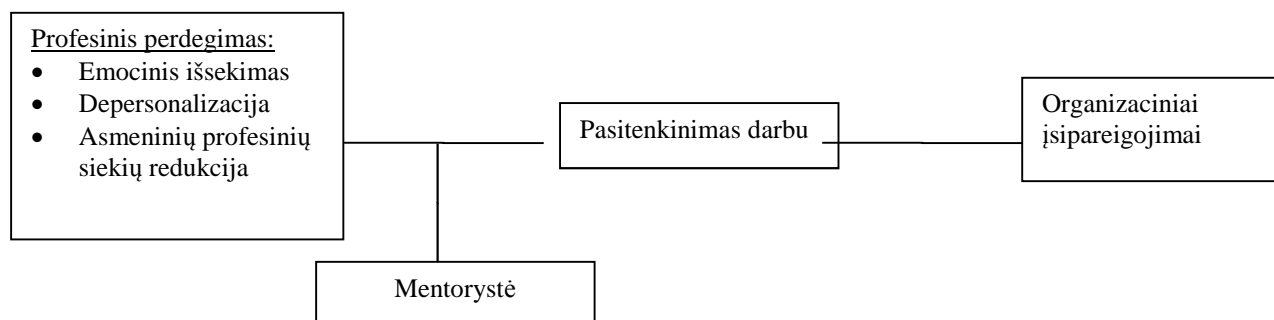 Profesinis perdegimas:
• Emocinis išsekimas
• Depersonalizacija
• Asmeninių profesinių
siekių redukcija
Pasitenkinimas darbu
Organizaciniai
įsipareigojimai
Mentorystė